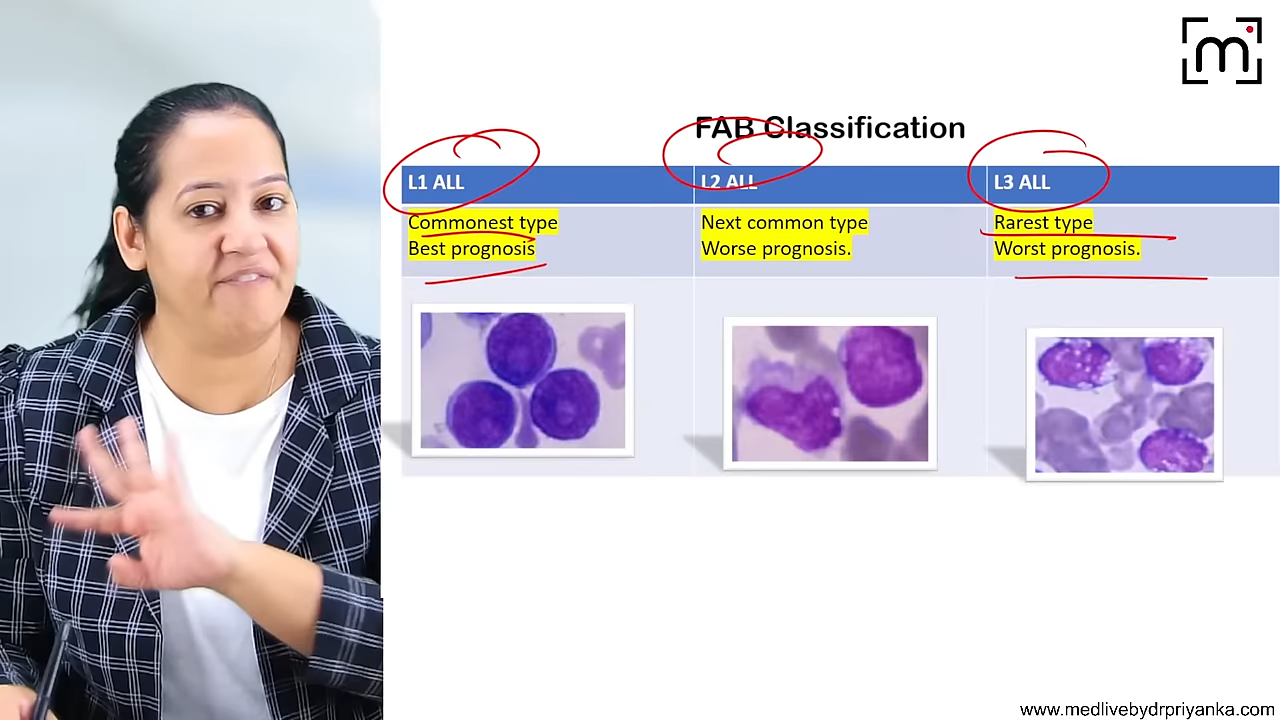 m
FAB Classification
L1 ALL
L2 ALL
L3 ALL
Commonest type
Best prognosis
Next common type
Worse prognosis.
Rarest type
Worst prognosis.
www.medlivebydrpriyanka.com